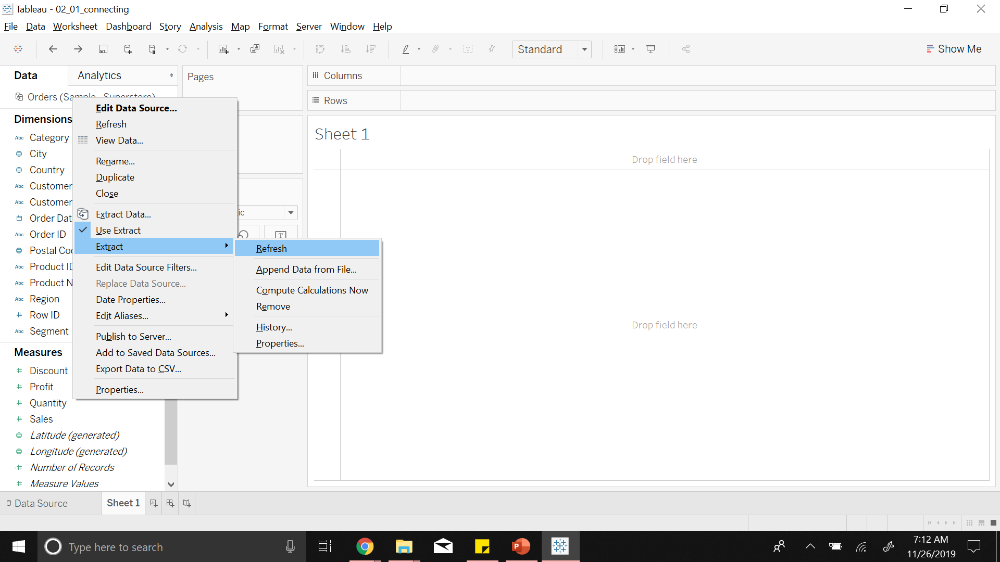 Tableau - 02_01_connecting
File Data Worksheet Dashboard Story Analysis Map Format Server Window Help
Standard
Show Me
Data
Analytics
Pages
Columns
Orders (Sample - Superstore)
Rows
Dimensions
Category
City
Country
Customer
Customer
Order Dat
Order ID
Postal Co
Product ID
Product N
Region
Row ID
Segment
Measures
Discount
Profit
Quantity
Sales
Latitude (generated)
Longitude (generated)
Number of Records
Measure Values
Edit Data Source...
Refresh
View Data...
Rename...
Duplicate
Close
Extract Data...
Use Extract
Extract
Edit Data Source Filters...
Replace Data Source...
Date Properties...
Edit Aliases...
Publish to Server...
Add to Saved Data Sources...
Export Data to CSV...
Properties...
Refresh
Append Data from File...
Compute Calculations Now
Remove
History...
Properties...
Sheet 1
Drop field here
Drop field here
Data Source
Sheet 1
Type here to search
7:12 AM
11/26/2019